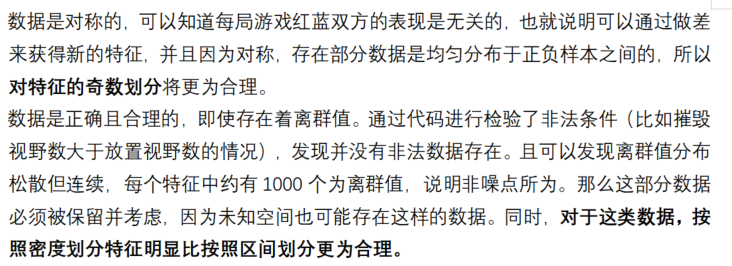 数据是对称的，可以知道每局游戏红蓝双方的表现是无关的，也就说明可以通过做差
来获得新的特征，并且因为对称，存在部分数据是均匀分布于正负样本之间的，所以
对特征的奇数划分将更为合理。
数据是正确且合理的，即使存在着离群值。通过代码进行检验了非法条件（比如摧毁
视野数大于放置视野数的情况），发现并没有非法数据存在。且可以发现离群值分布
松散但连续，每个特征中约有 1000 个为离群值，说明非噪点所为。那么这部分数据
必须被保留并考虑，因为未知空间也可能存在这样的数据。同时，对于这类数据，按
照密度划分特征明显比按照区间划分更为合理。